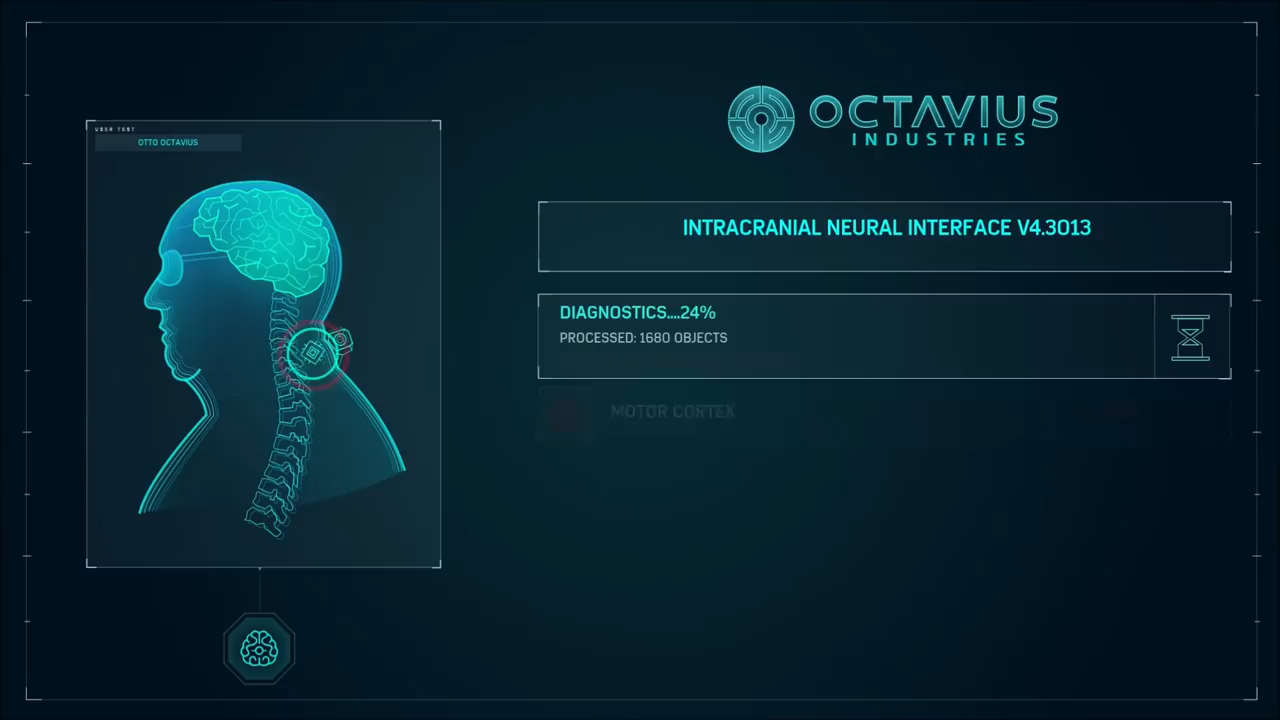 USER TEST
OTTO OCTAVIUS
OCTAVIUS
INDUSTRIES
INTRACRANIAL NEURAL INTERFACE V4.3013
DIAGNOSTICS....24%
PROCESSED: 1680 OBJECTS
MOTOR CORTEX